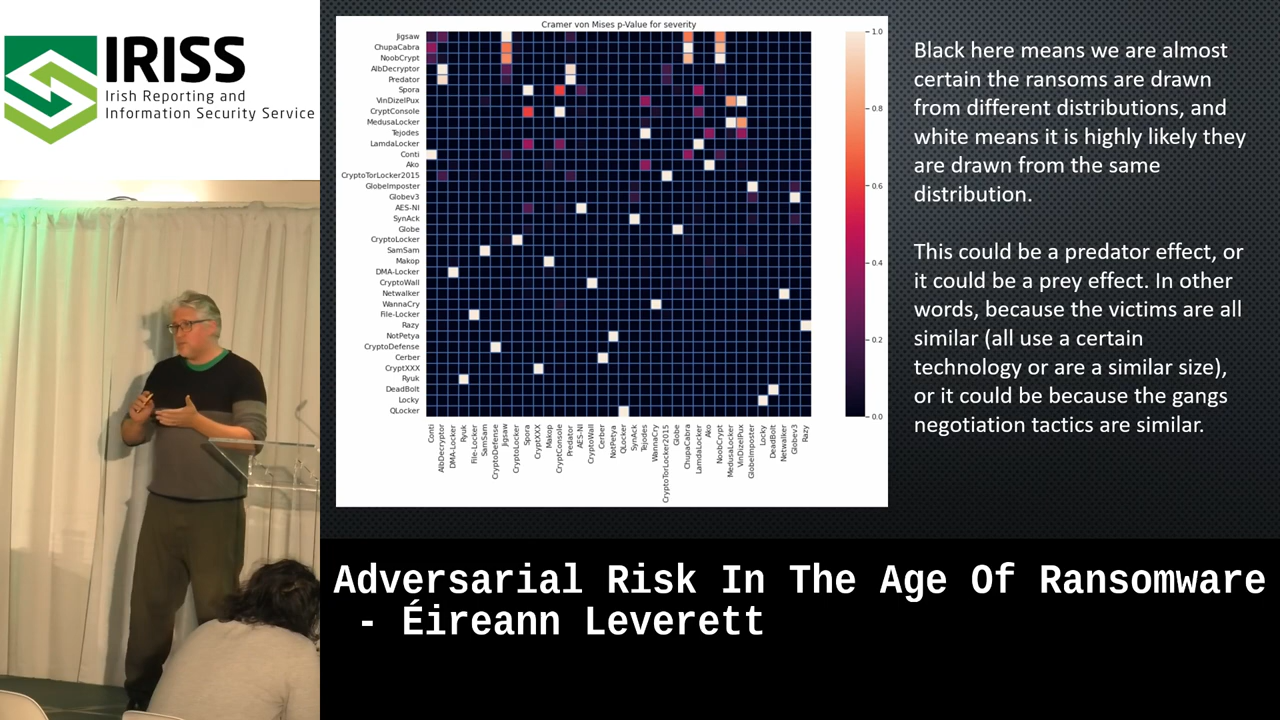 IRISS
Irish Reporting and
Information Security Service
Cramer von Mises p-Value for severity
Jigsaw
ChupaCabra
NoobCrypt
AlbDecryptor
Predator
Spora
VinDizelPux
CryptConsole
MedusaLocker
Tejodes
LamdaLocker
Conti
Ako
CryptoTorLocker2015
GlobeImposter
Globev3
AES-NI
SynAck
Globe
CryptoLocker
SamSam
Makop
DMA-Locker
CryptoWall
Netwalker
WannaCry
File-Locker
Razy
NotPetya
CryptoDefense
Cerber
CryptXXX
Ryuk
DeadBolt
Locky
QLocker
Conti
AlbDecryptor
DMA-Locker
Ryuk
File-Locker
SamSam
CryptoDefense
Jigsaw
CryptoLocker
Spora
CryptXXX
Makop
CryptConsole
Predator
AES-NI
CryptoWall
Cerber
NotPetya
QLocker
SynAck
Tejodes
WannaCry
CryptoTorLocker2015
Globe
ChupaCabra
LamdaLocker
Ako
NoobCrypt
MedusaLocker
VinDizelPux
GlobeImposter
Locky
DeadBolt
Netwalker
Globev3
Razy
1.0
0.8
0.6
0.4
0.2
0.0
Black here means we are almost
certain the ransoms are drawn
from different distributions, and
white means it is highly likely they
are drawn from the same
distribution.
This could be a predator effect, or
it could be a prey effect. In other
words, because the victims are all
similar (all use a certain
technology or are a similar size),
or it could be because the gangs
negotiation tactics are similar.
Adversarial Risk In The Age Of Ransomware
- Éireann Leverett